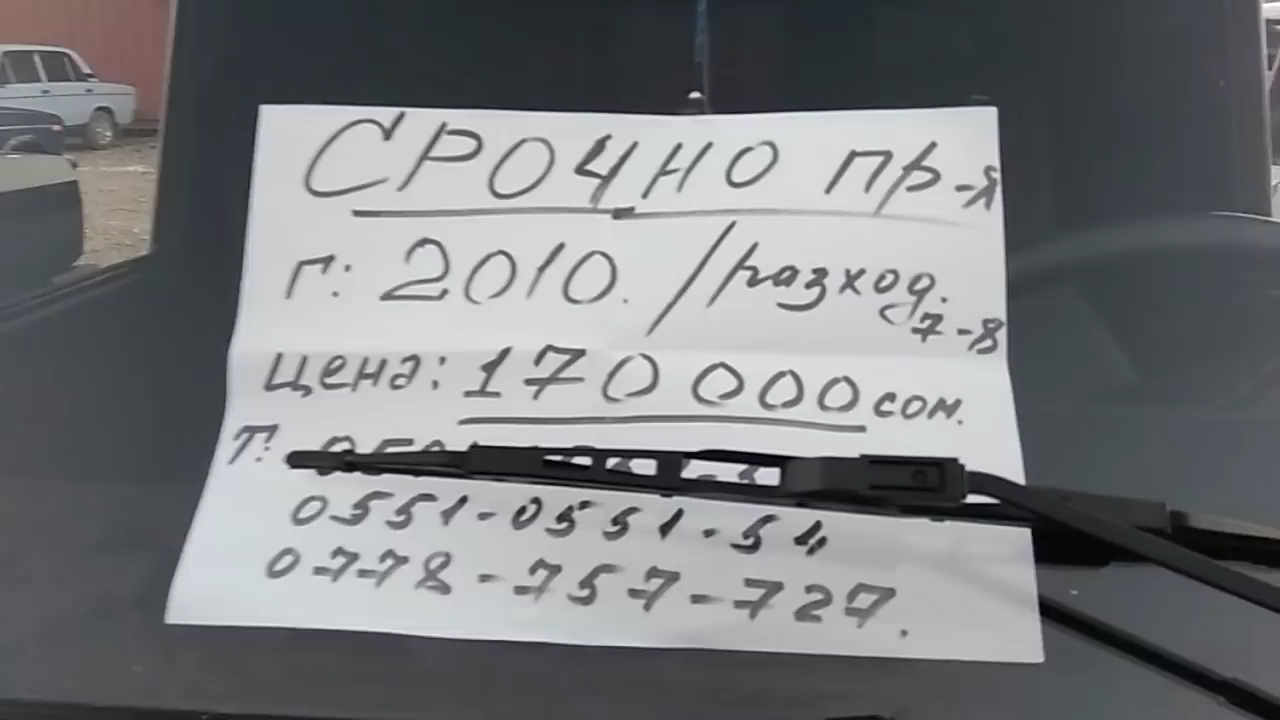 СРОЧНО пр-я
г: 2010. / разход.
7-8
цена: 170 000 сом.
Т:
0551-0551-54
0778-757-727.